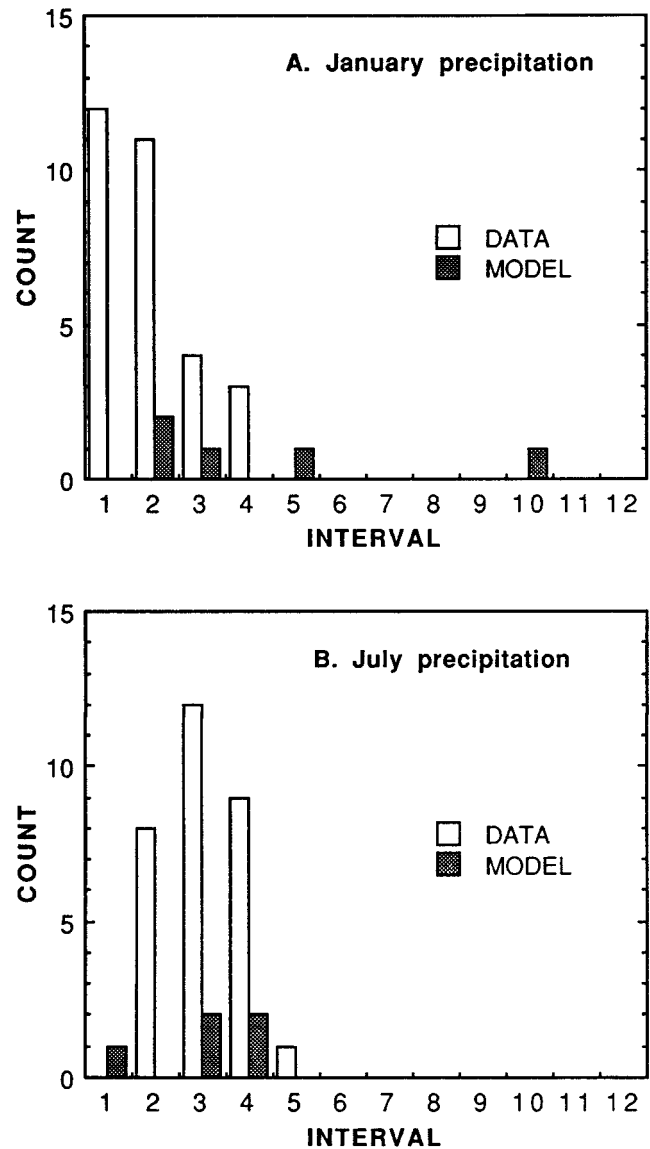 A. January precipitation
15
10
5
0
COUNT
DATA
MODEL
1 2 3 4 5 6 7 8 9 10 11 12
INTERVAL
B. July precipitation
15
10
5
0
COUNT
DATA
MODEL
1 2 3 4 5 6 7 8 9 10 11 12
INTERVAL